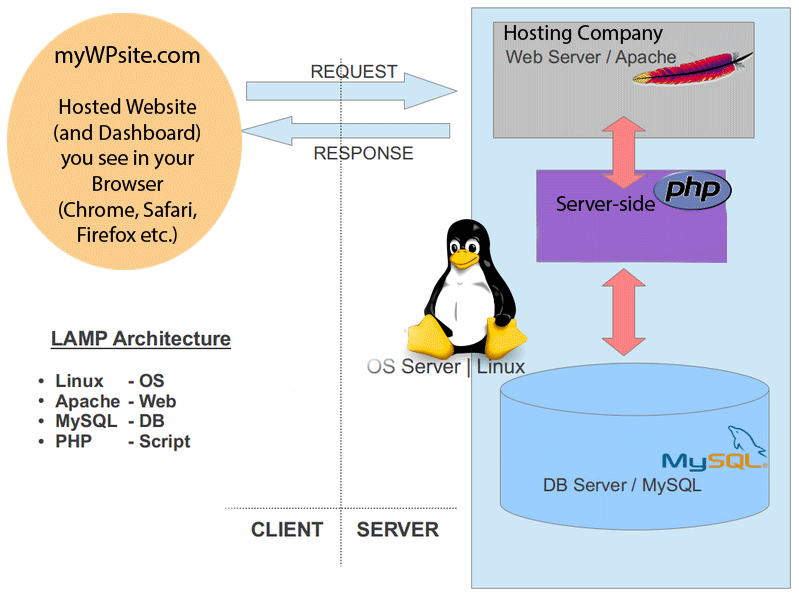 myWPsite.com
Hosted Website
(and Dashboard)
you see in your
Browser
(Chrome, Safari,
Firefox etc.)
REQUEST
RESPONSE
Hosting Company
Web Server / Apache
Server-side
php
OS Server | Linux
LAMP Architecture
• Linux - OS
• Apache - Web
• MySQL - DB
• PHP - Script
MySQL®
DB Server / MySQL
CLIENT
SERVER